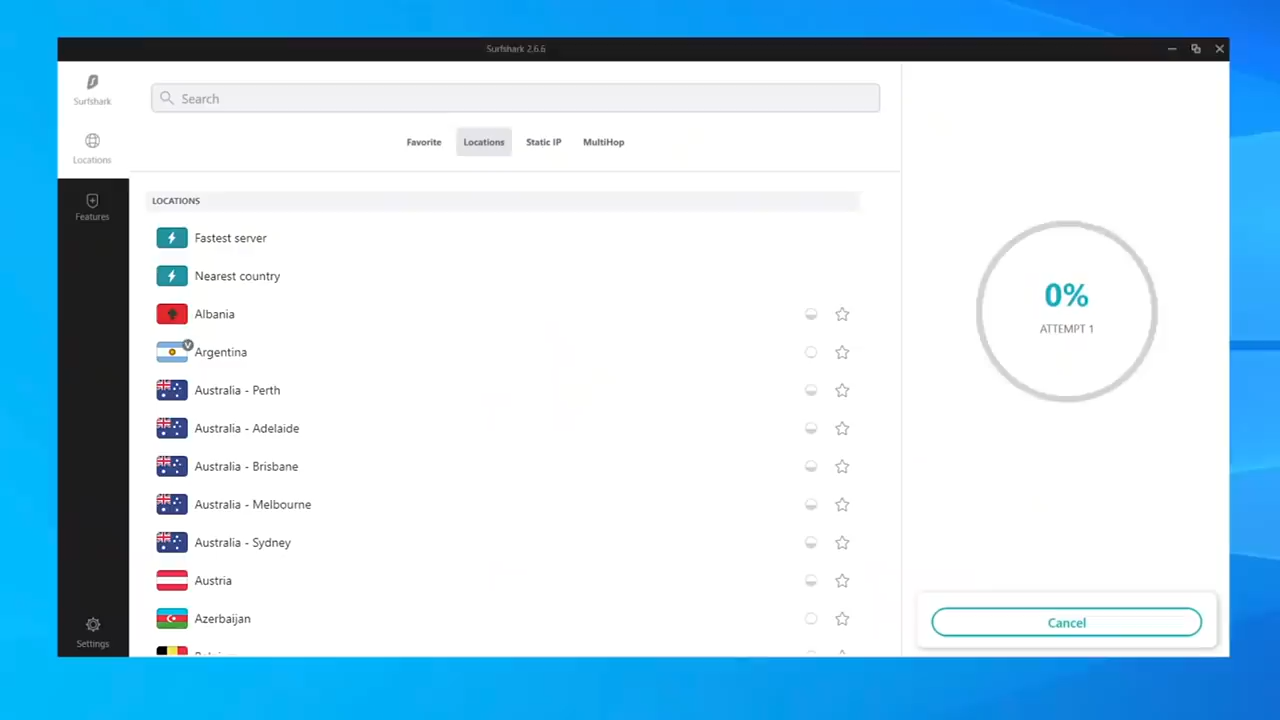 Surfshark 2.6.6
Surfshark
Search
Locations
Favorite Locations Static IP MultiHop
Features
LOCATIONS
Fastest server
Nearest country
Albania
V
Argentina
Australia - Perth
0%
ATTEMPT 1
Australia - Adelaide
Australia - Brisbane
Australia - Melbourne
Australia - Sydney
Austria
Azerbaijan
Settings
Cancel